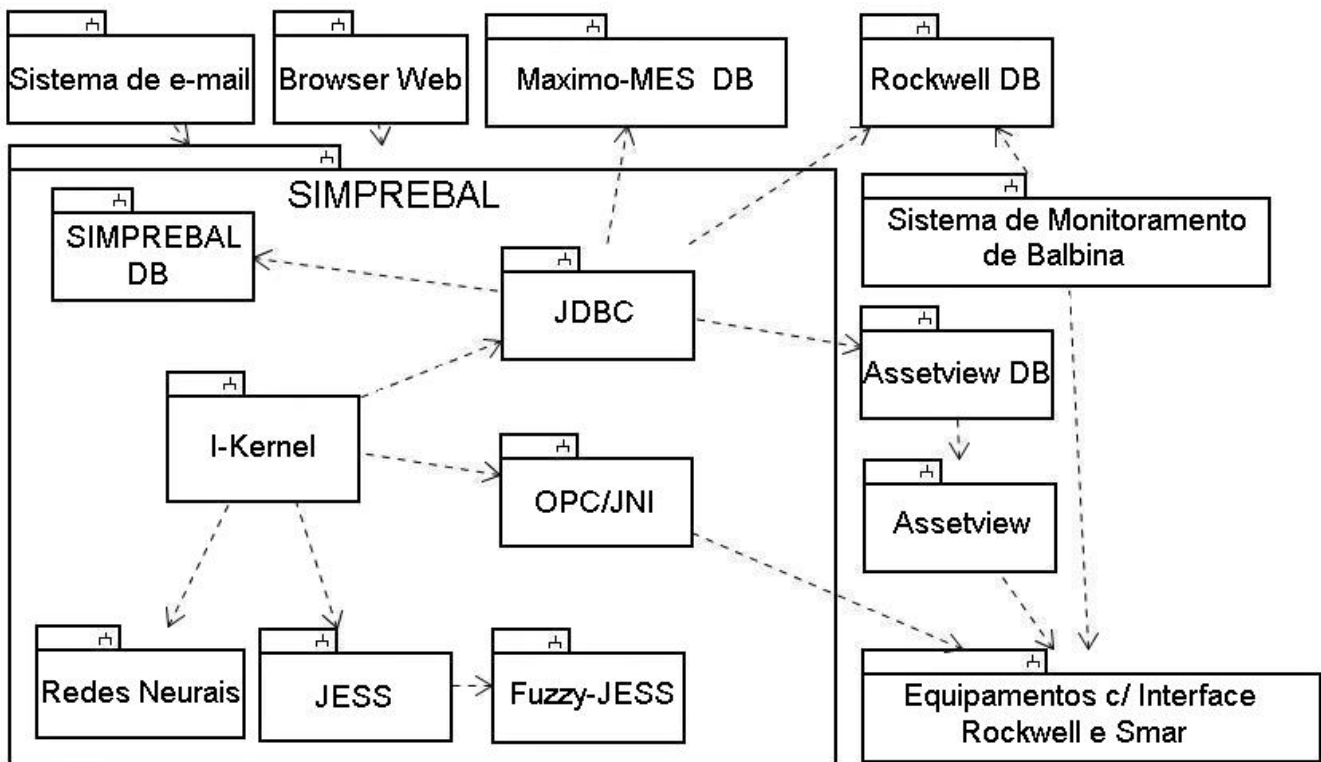 Sistema de e-mail
Browser Web
Maximo-MES DB
Rockwell DB
SIMPREBAL
SIMPREBAL
DB
Sistema de Monitoramento
de Balbina
JDBC
Assetview DB
I-Kernel
OPC/JNI
Assetview
Redes Neurais
JESS
Fuzzy-JESS
Equipamentos c/ Interface
Rockwell e Smar